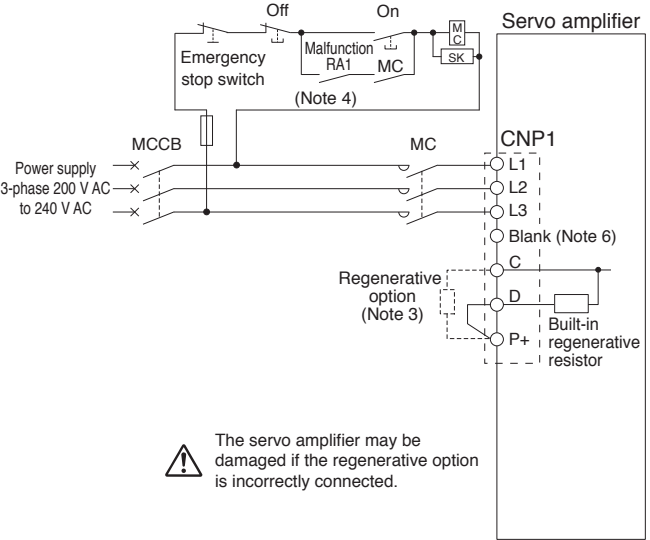 Off
On
Servo amplifier
M
C
SK
Emergency
stop switch
Malfunction
RA1
MC
(Note 4)
MCCB
MC
CNP1
Power supply
3-phase 200 V AC
to 240 V AC
L1
L2
L3
Blank (Note 6)
C
Regenerative
option
(Note 3)
D
P+
Built-in
regenerative
resistor
The servo amplifier may be
damaged if the regenerative option
is incorrectly connected.